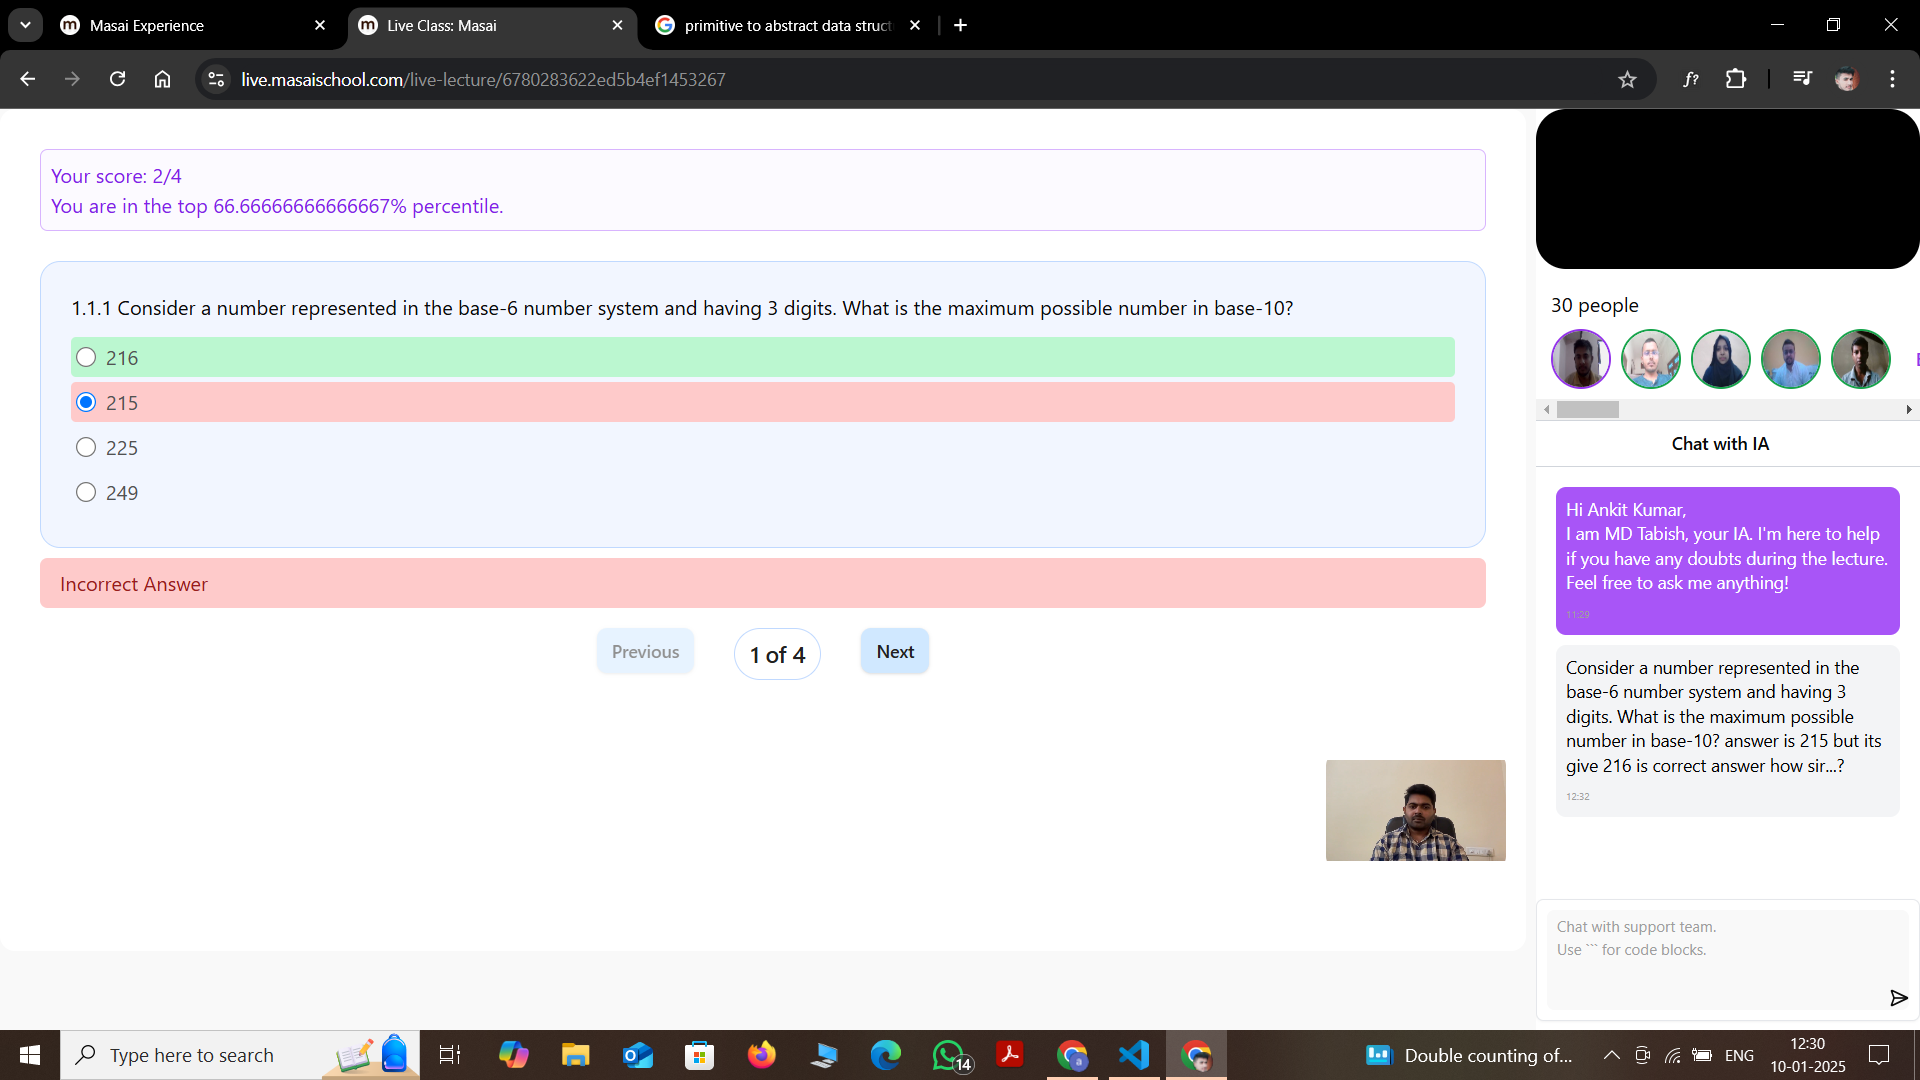 Masai Experience
Live Class: Masai
primitive to abstract data struct
live.masaischool.com/live-lecture/6780283622ed5b4ef1453267
Your score: 2/4
You are in the top 66.66666666666667% percentile.
1.1.1 Consider a number represented in the base-6 number system and having 3 digits. What is the maximum possible number in base-10?
216
215
225
249
Incorrect Answer
Previous
1 of 4
Next
30 people
Chat with IA
Hi Ankit Kumar,
I am MD Tabish, your IA. I'm here to help
if you have any doubts during the lecture.
Feel free to ask me anything!
11:29
Consider a number represented in the
base-6 number system and having 3
digits. What is the maximum possible
number in base-10? answer is 215 but its
give 216 is correct answer how sir...?
12:32
Chat with support team.
Use ``` for code blocks.
Type here to search
14
Double counting of...
ENG
12:30
10-01-2025